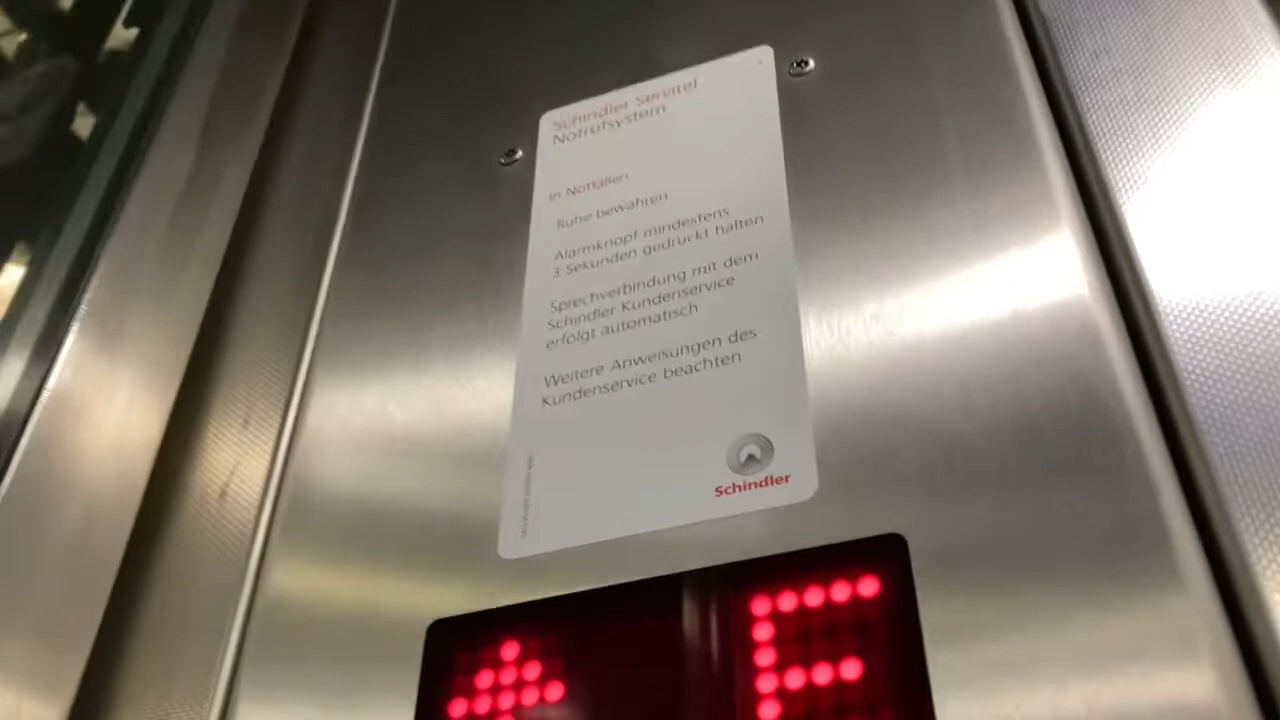 Schindler Servitel
Notrufsystem
In Notfällen
Ruhe bewahren
Alarmknopf mindestens
3 Sekunden gedrückt halten
Sprechverbindung mit dem
Schindler Kundenservice
erfolgt automatisch
Weitere Anweisungen des
Kundenservice beachten
Schindler